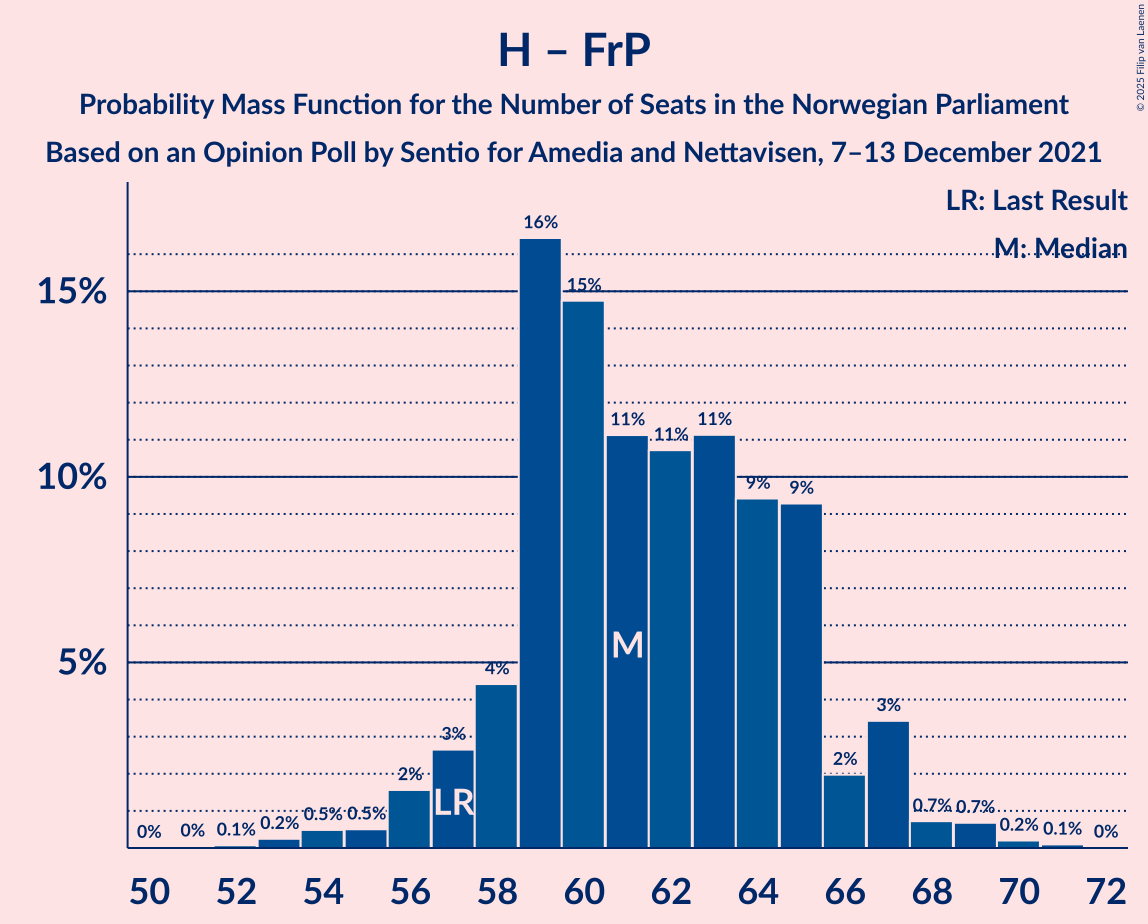 H – FrP
Probability Mass Function for the Number of Seats in the Norwegian Parliament
Based on an Opinion Poll by Sentio for Amedia and Nettavisen, 7–13 December 2021
© 2025 Filip van Laenen
LR: Last Result
M: Median
15%
10%
5%
0%
0%
0.1%
0.2%
0.5%
0.5%
2%
3%
4%
16%
15%
11%
11%
11%
9%
9%
2%
3%
0.7%
0.7%
0.2%
0.1%
0%
LR
M
50 52 54 56 58 60 62 64 66 68 70 72